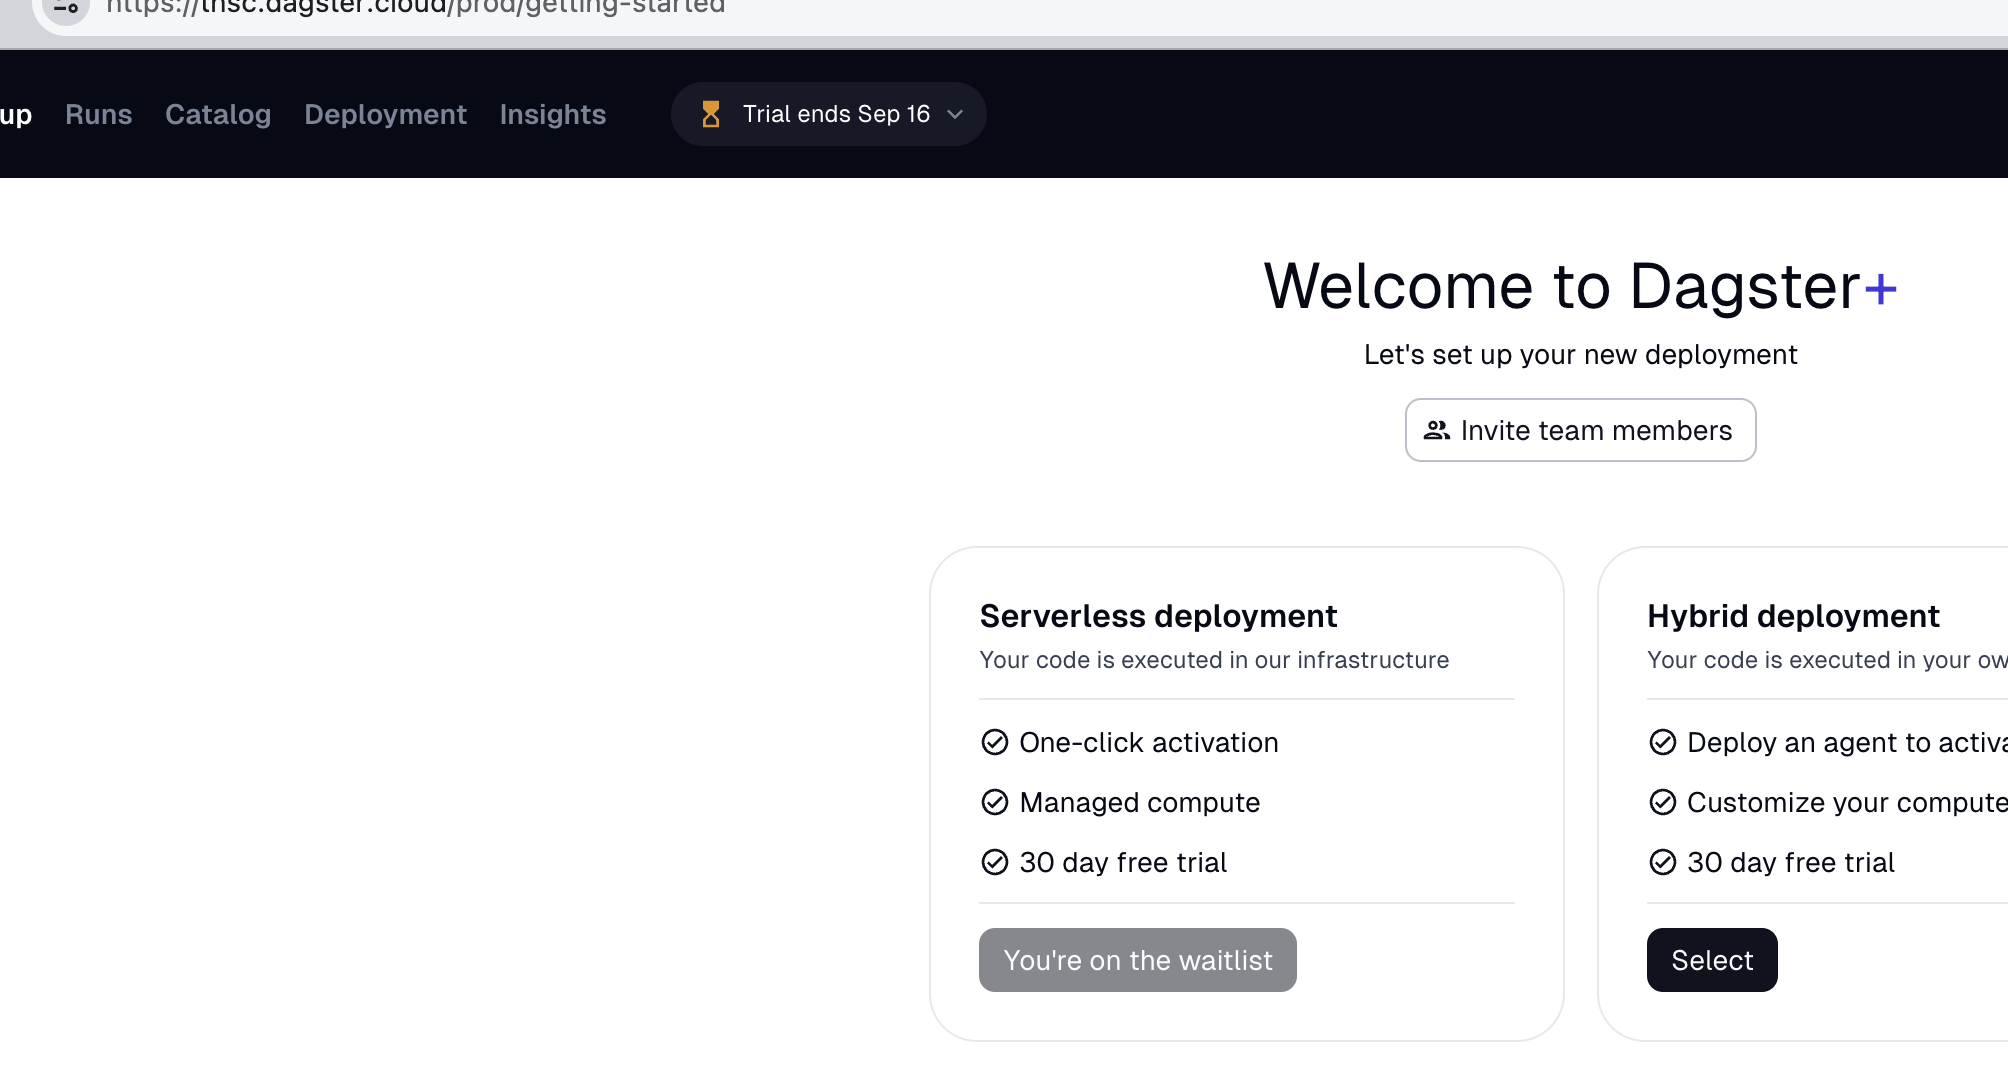 https://thsc.dagster.cloud/prod/getting-started
up Runs Catalog Deployment Insights Trial ends Sep 16
Welcome to Dagster+
Let's set up your new deployment
Invite team members
Serverless deployment
Your code is executed in our infrastructure
One-click activation
Managed compute
30 day free trial
You're on the waitlist
Hybrid deployment
Your code is executed in your
Deploy an agent to
Customize your compute
30 day free trial
Select